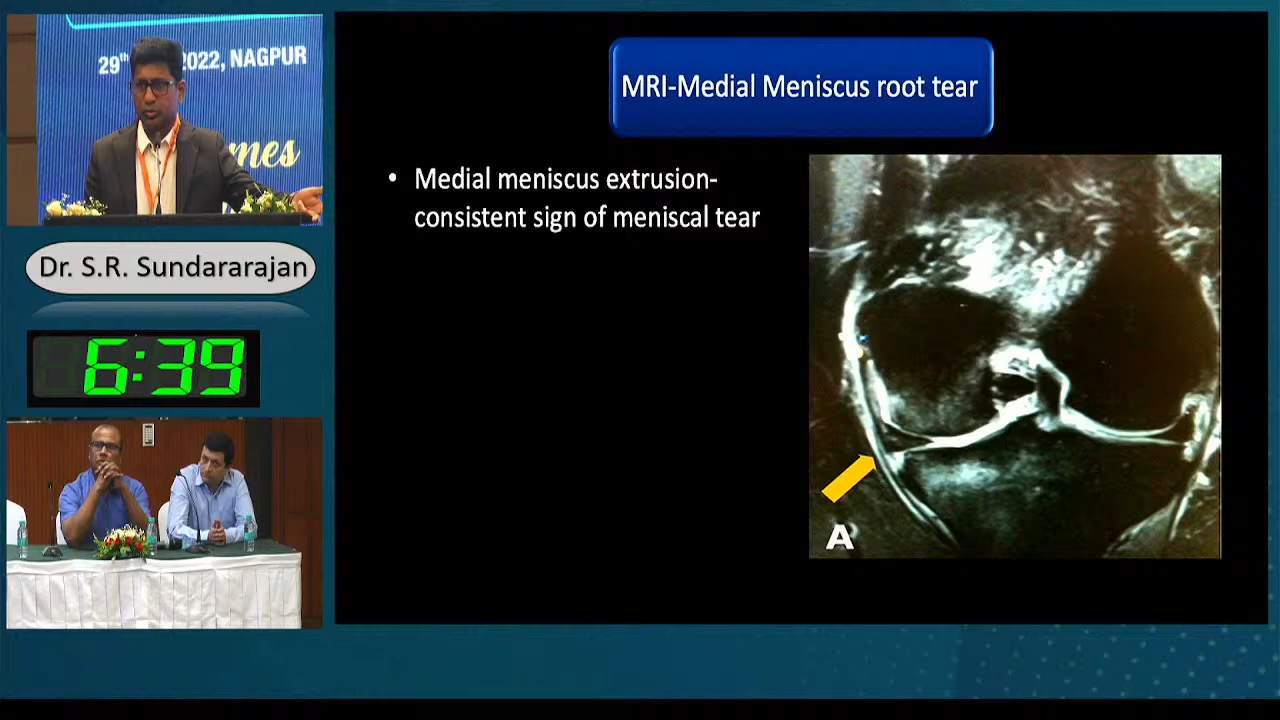 29th 2022, NAGPUR
mes
Dr. S.R. Sundararajan
6:39
MRI-Medial Meniscus root tear
• Medial meniscus extrusion-
consistent sign of meniscal tear
A